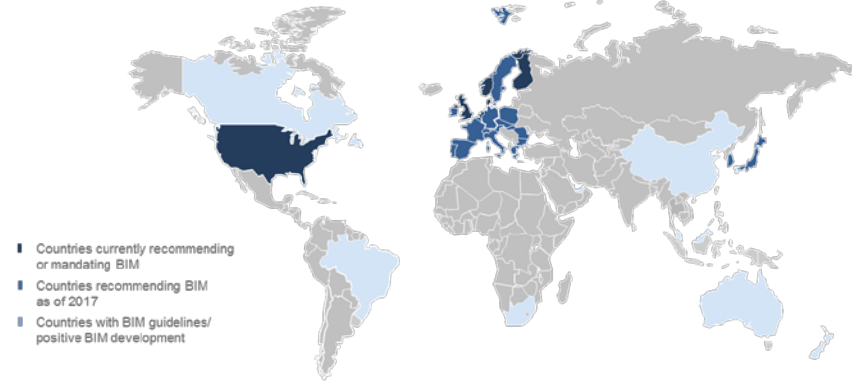 Countries currently recommending
or mandating BIM
Countries recommending BIM
as of 2017
Countries with BIM guidelines/
positive BIM development